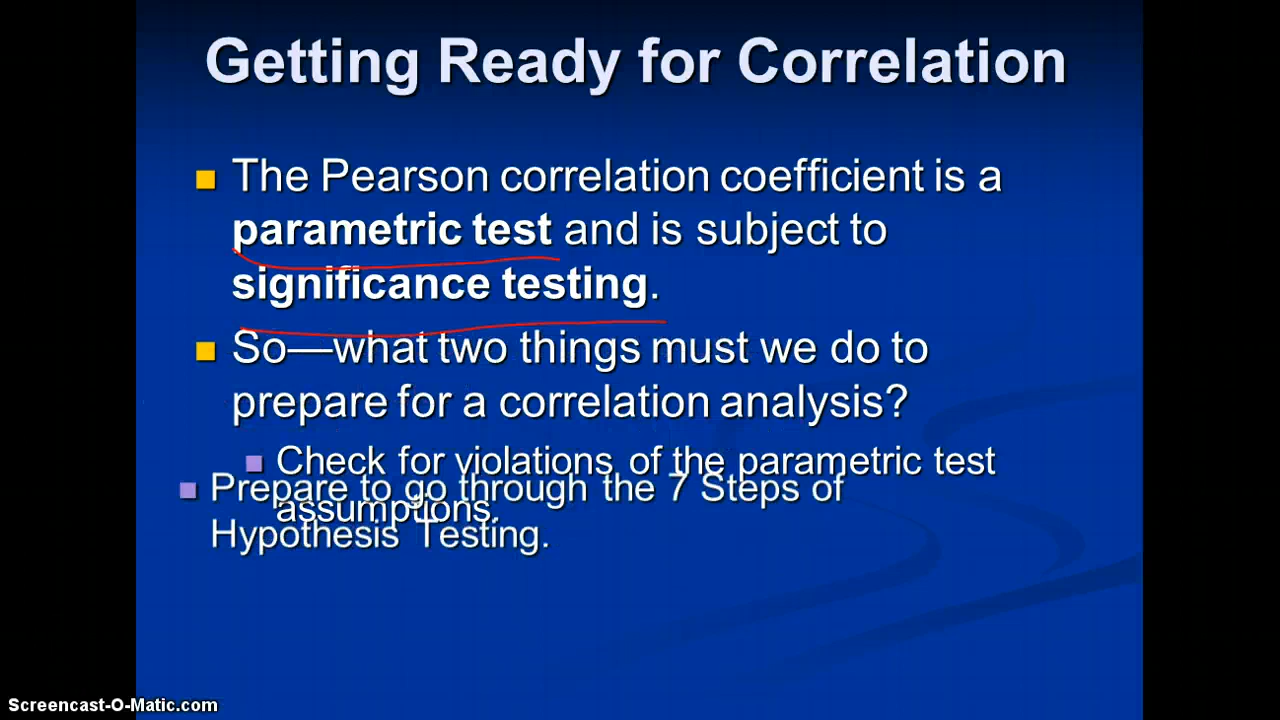 Getting Ready for Correlation
The Pearson correlation coefficient is a
parametric test and is subject to
significance testing.
So—what two things must we do to
prepare for a correlation analysis?
Check for violations of the parametric test
assumptions.
Prepare to go through the 7 Steps of
Hypothesis Testing.
Screencast-O-Matic.com